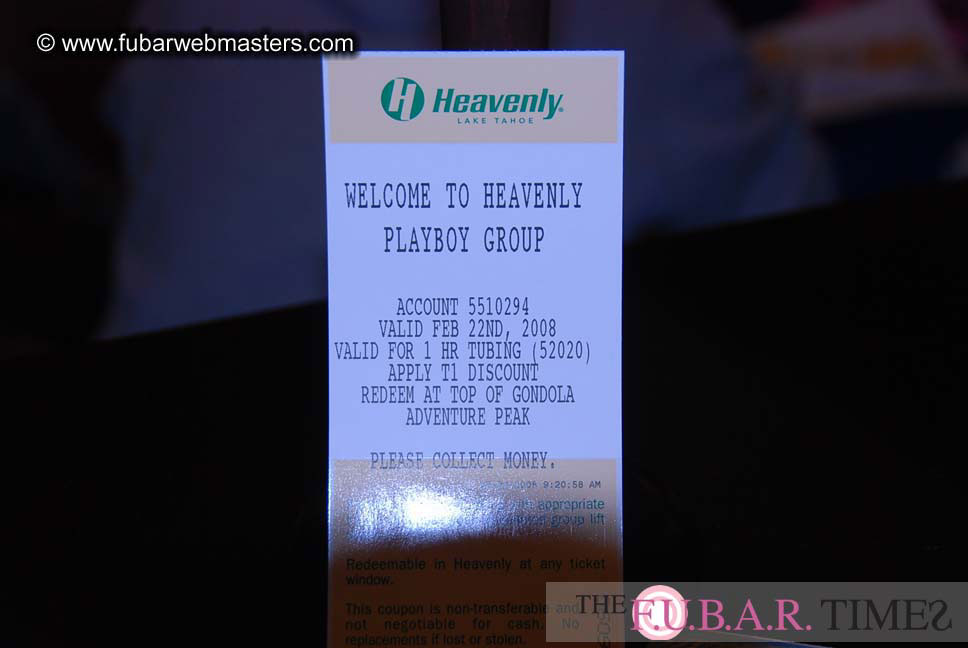 © www.fubarwebmasters.com
H Heavenly®
LAKE TAHOE
WELCOME TO HEAVENLY
PLAYBOY GROUP
ACCOUNT 5510294
VALID FEB 22ND, 2008
VALID FOR 1 HR TUBING (52020)
APPLY T1 DISCOUNT
REDEEM AT TOP OF GONDOLA
ADVENTURE PEAK
PLEASE COLLECT MONEY.
9:20:58 AM
appropriate
group lift
Redeemable in Heavenly at any ticket
window.
This coupon is non-transferable and
not negotiable for cash. No
replacements if lost or stolen.
THE F.U.B.A.R. TIMES